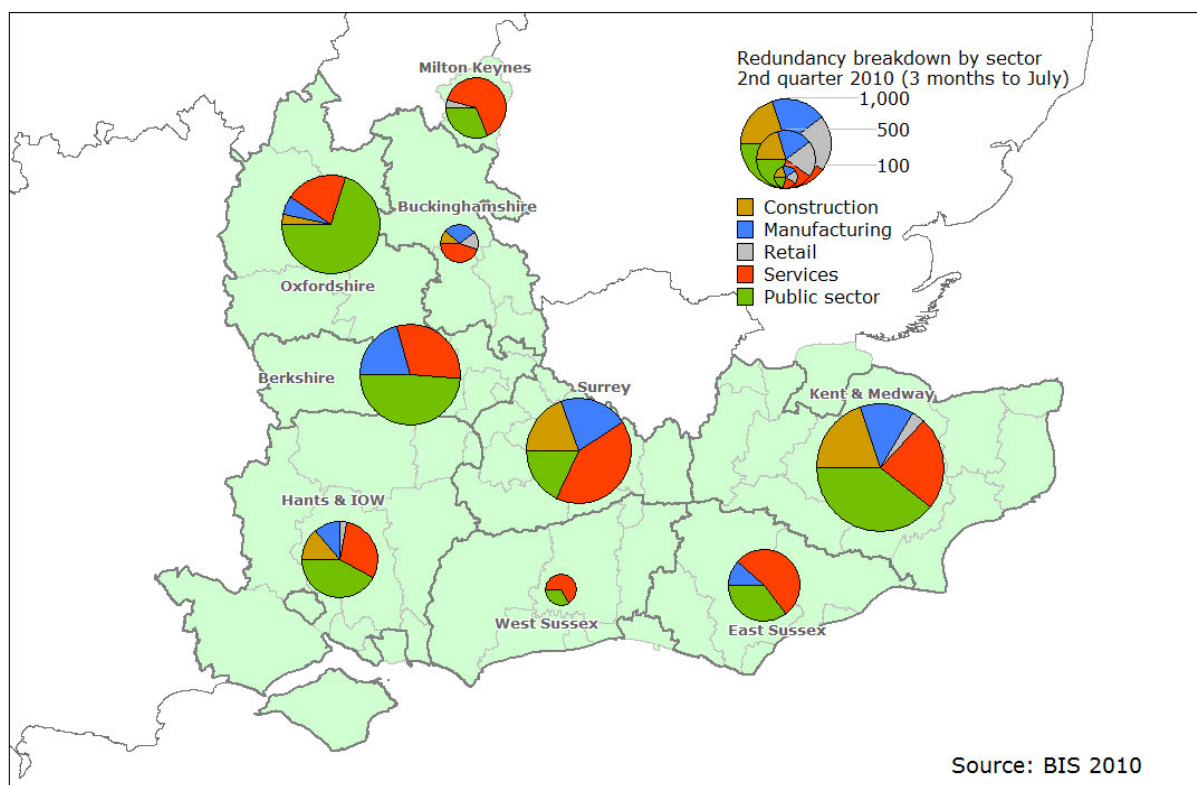 Milton Keynes
Redundancy breakdown by sector
2nd quarter 2010 (3 months to July)
1,000
500
100
Construction
Manufacturing
Retail
Services
Public sector
Buckinghamshire
Oxfordshire
Berkshire
Surrey
Kent & Medway
Hants & IOW
West Sussex
East Sussex
Source: BIS 2010